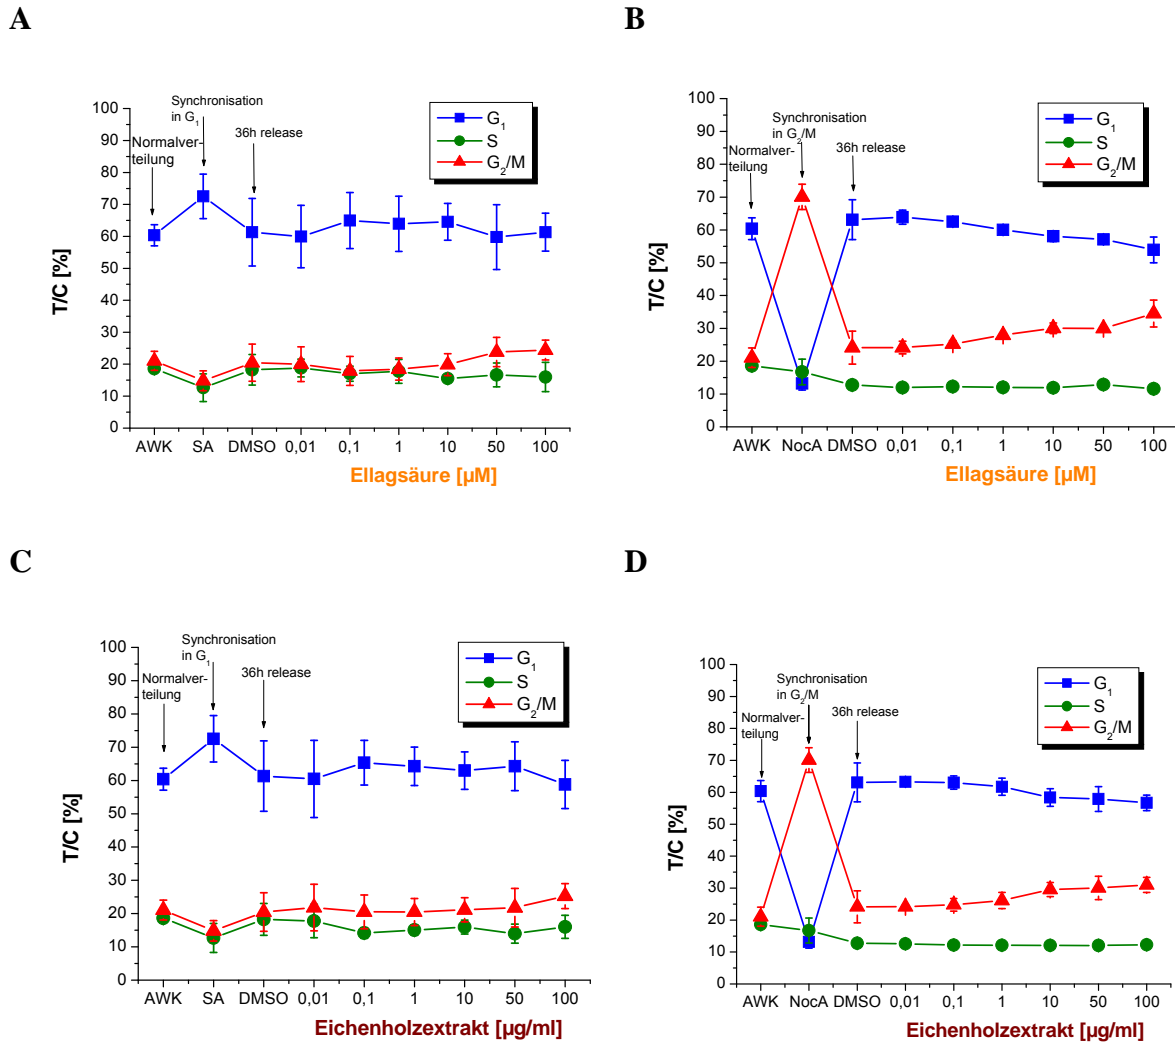 A
Synchronisation
in G1
Normalver-
teilung
36h release
G1
S
G2/M
T/C [%]
100
90
80
70
60
50
40
30
20
10
0
AWK SA DMSO 0,01 0,1 1 10 50 100
Ellagsäure [µM]
B
Synchronisation
in G2/M
Normalver-
teilung
36h release
G1
S
G2/M
T/C [%]
100
90
80
70
60
50
40
30
20
10
0
AWK NocA DMSO 0,01 0,1 1 10 50 100
Ellagsäure [µM]
C
Synchronisation
in G1
Normalver-
teilung
36h release
G1
S
G2/M
T/C [%]
100
90
80
70
60
50
40
30
20
10
0
AWK SA DMSO 0,01 0,1 1 10 50 100
Eichenholzextrakt [µg/ml]
D
Synchronisation
in G2/M
Normalver-
teilung
36h release
G1
S
G2/M
T/C [%]
100
90
80
70
60
50
40
30
20
10
0
AWK NocA DMSO 0,01 0,1 1 10 50 100
Eichenholzextrakt [µg/ml]